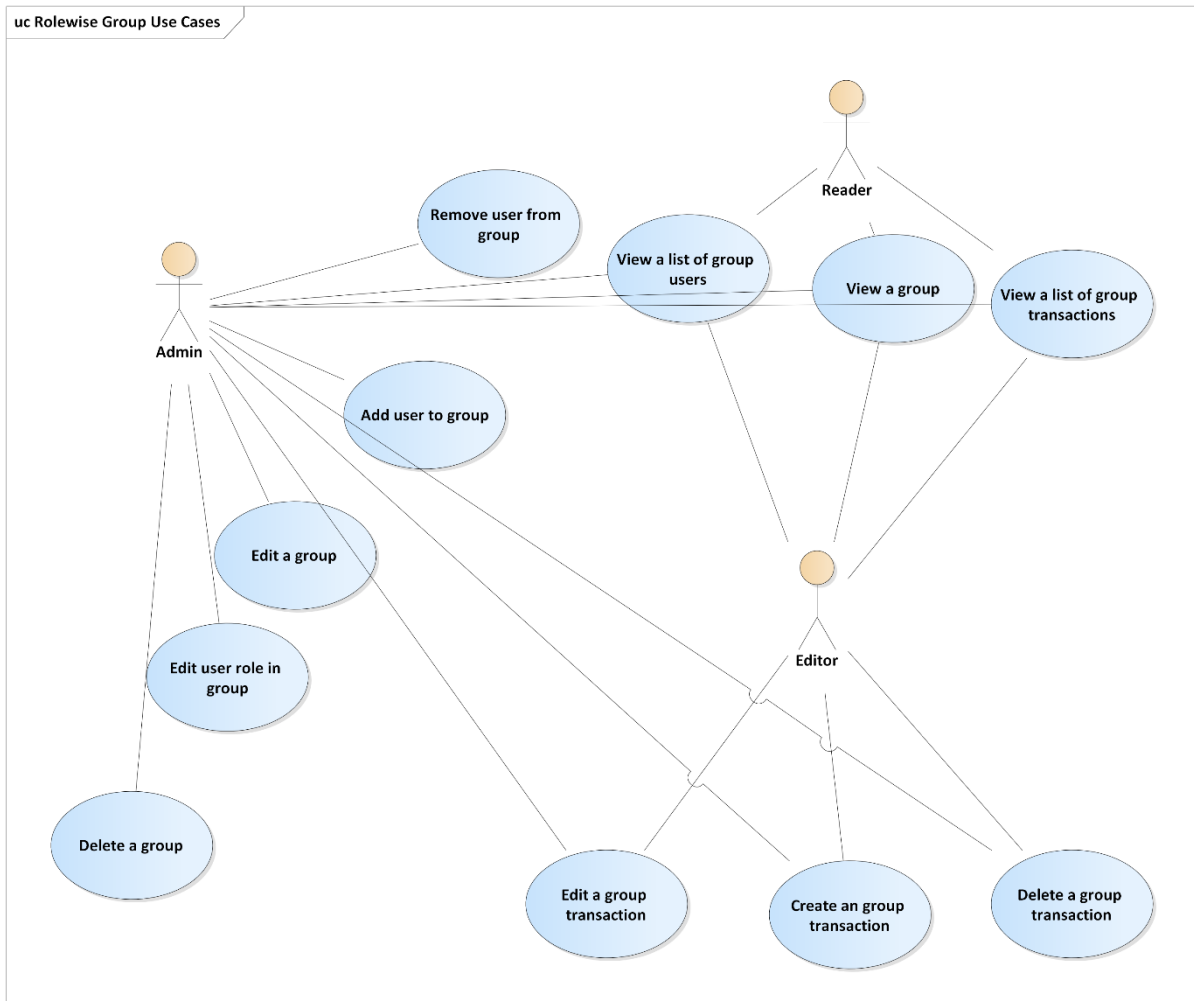 uc Rolewise Group Use Cases
Reader
Remove user from
group
View a list of group
users
View a group
View a list of group
transactions
Admin
Add user to group
Edit a group
Editor
Edit user role in
group
Delete a group
Edit a group
transaction
Create an group
transaction
Delete a group
transaction